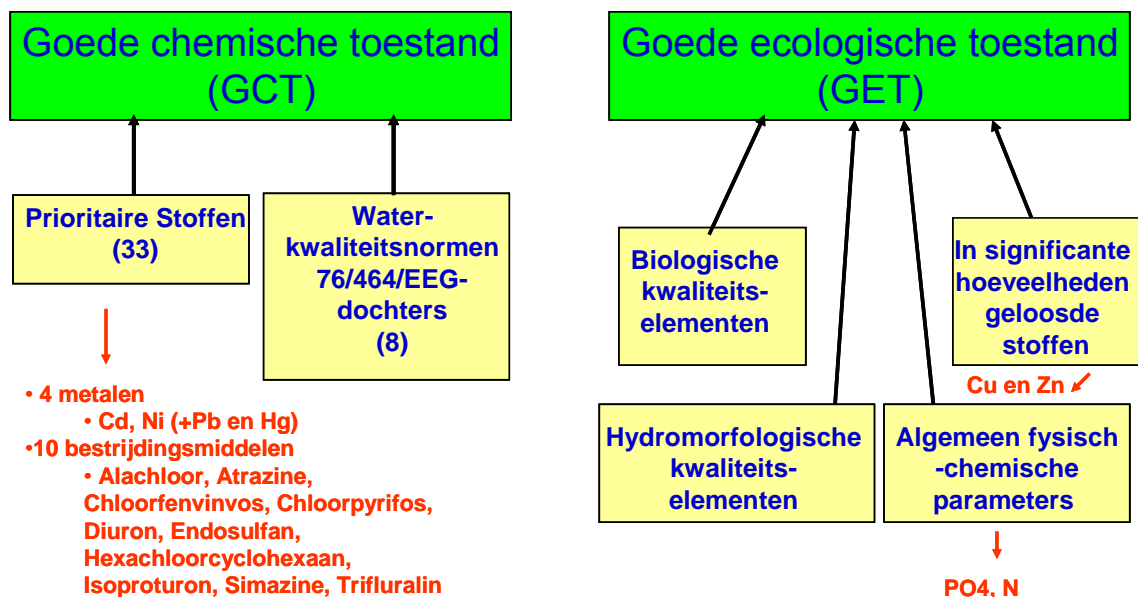 Goede chemische toestand
(GCT)
Prioritaire Stoffen
(33)
Water-
kwaliteitsnormen
76/464/EEG-
dochters
(8)
• 4 metalen
• Cd, Ni (+Pb en Hg)
•10 bestrijdingsmiddelen
• Alachloor, Atrazine,
Chloorfenvinvos, Chloorpyrifos,
Diuron, Endosulfan,
Hexachloorcyclohexaan,
Isoproturon, Simazine, Trifluralin
Goede ecologische toestand
(GET)
Biologische
kwaliteits-
elementen
In significante
hoeveelheden
geloosde
stoffen
Cu en Zn
Hydromorfologische
kwaliteits-
elementen
Algemeen fysisch
-chemische
parameters
PO4, N